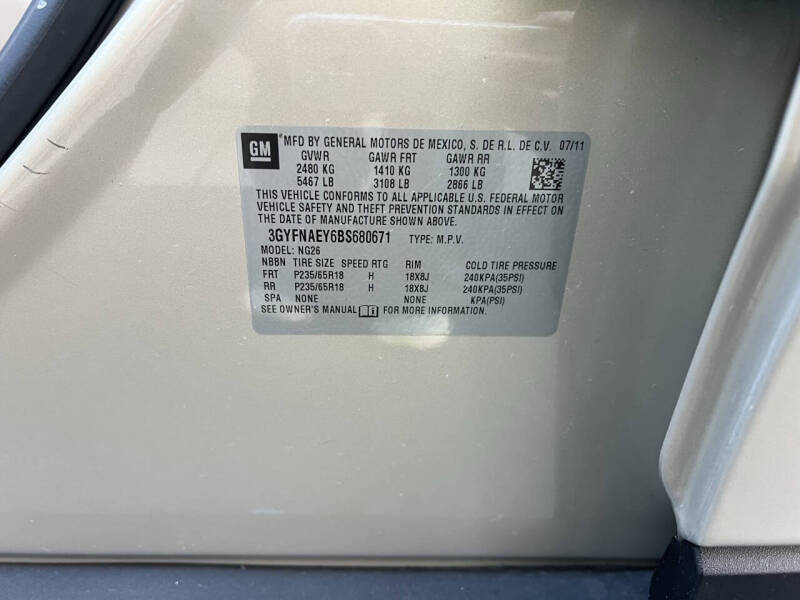 GM MFD BY GENERAL MOTORS DE MEXICO, S. DE R.L. DE C.V. 07/11
GVWR GAWR FRT GAWR RR
2480 KG 1410 KG 1300 KG
5467 LB 3108 LB 2866 LB
THIS VEHICLE CONFORMS TO ALL APPLICABLE U.S. FEDERAL MOTOR
VEHICLE SAFETY AND THEFT PREVENTION STANDARDS IN EFFECT ON
THE DATE OF MANUFACTURE SHOWN ABOVE.
3GYFNAEY6BS680671 TYPE: M.P.V.
MODEL: NG26
NBBN TIRE SIZE SPEED RTG RIM COLD TIRE PRESSURE
FRT P235/65R18 H 18X8J 240KPA(35PSI)
RR P235/65R18 H 18X8J 240KPA(35PSI)
SPA NONE NONE KPA(PSI)
SEE OWNER'S MANUAL FOR MORE INFORMATION.